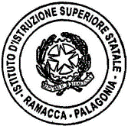 ISTITUTO D'ISTRUZIONE SUPERIORE STATALE
· RAMACCA - PALAGONIA ·